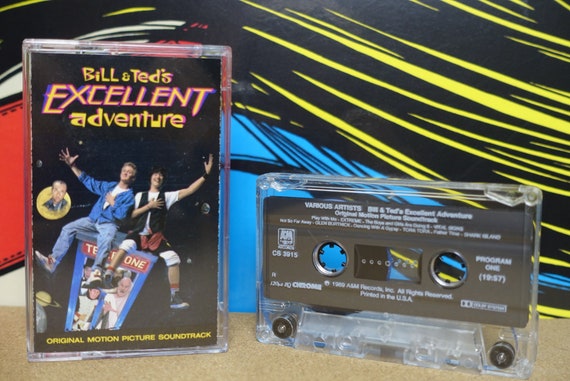 Bill & Ted's
EXCELLENT
adventure
ORIGINAL MOTION PICTURE SOUNDTRACK
VARIOUS ARTISTS Bill & Ted's Excellent Adventure
Original Motion Picture Soundtrack
Play With Me - EXTREME - The Boys and Girls Are Doing It - VITAL SIGNS
Not So Far Away - GLEN BURTNICK - Dancing With A Gypsy - TORA TORA - Father Time - SHARK ISLAND
A&M
RECORDS
CS 3915
PROGRAM
ONE
(19:57)
CHROME
℗ 1989 A&M Records, Inc. All Rights Reserved.
Printed in the U.S.A.
DOLBY SYSTEM